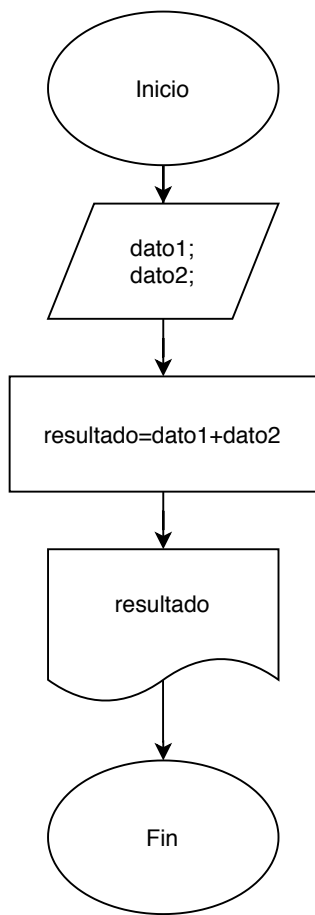 Inicio
dato1;
dato2;
resultado=dato1+dato2
resultado
Fin